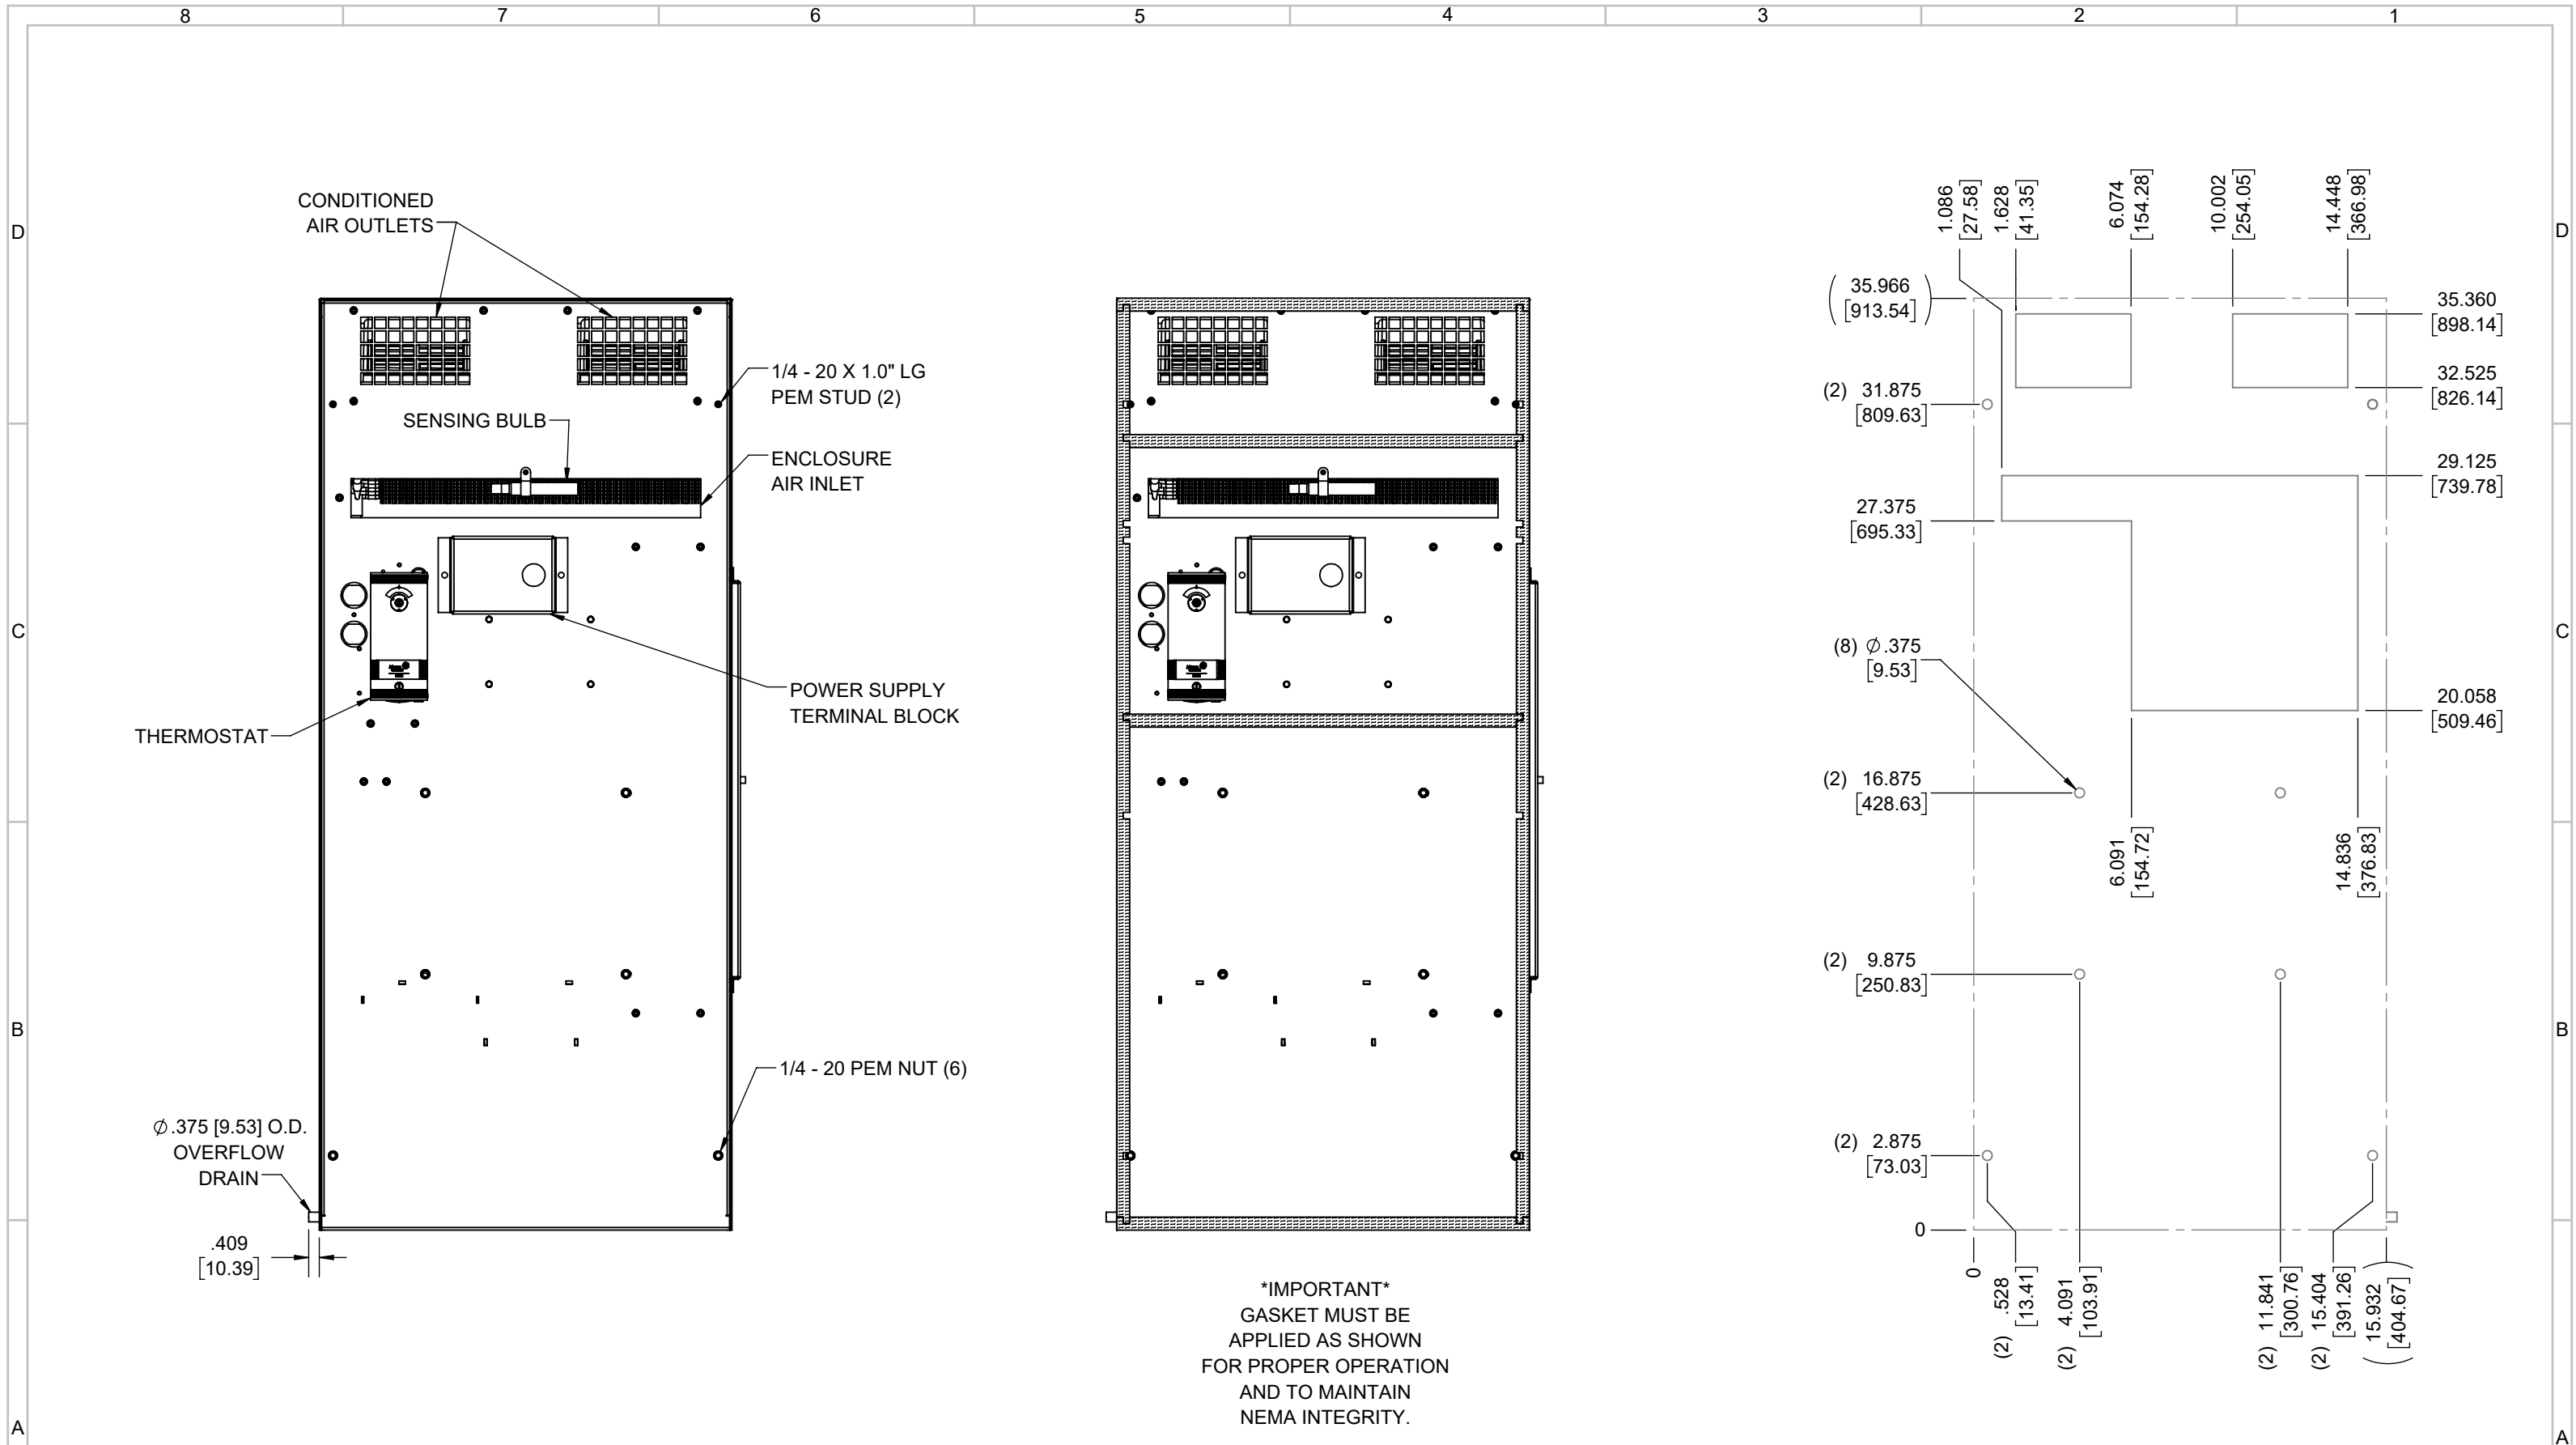 8 7 6 5 4 3 2 1
D
D
C
C
B
B
A
A
CONDITIONED
AIR OUTLETS
1/4 - 20 X 1.0" LG
PEM STUD (2)
SENSING BULB
ENCLOSURE
AIR INLET
POWER SUPPLY
TERMINAL BLOCK
THERMOSTAT
1/4 - 20 PEM NUT (6)
Ø .375 [9.53] O.D.
OVERFLOW
DRAIN
.409
[10.39]
*IMPORTANT*
GASKET MUST BE
APPLIED AS SHOWN
FOR PROPER OPERATION
AND TO MAINTAIN
NEMA INTEGRITY.
1.086
[27.58]
1.628
[41.35]
6.074
[154.28]
10.002
[254.05]
14.448
[366.98]
(35.966
[913.54])
35.360
[898.14]
32.525
[826.14]
(2) 31.875
[809.63]
29.125
[739.78]
27.375
[695.33]
(8) Ø .375
[9.53]
20.058
[509.46]
(2) 16.875
[428.63]
6.091
[154.72]
14.836
[376.83]
(2) 9.875
[250.83]
(2) 2.875
[73.03]
0
0
(2) .528
[13.41]
(2) 4.091
[103.91]
(2) 11.841
[300.76]
(2) 15.404
[391.26]
(15.932
[404.67])